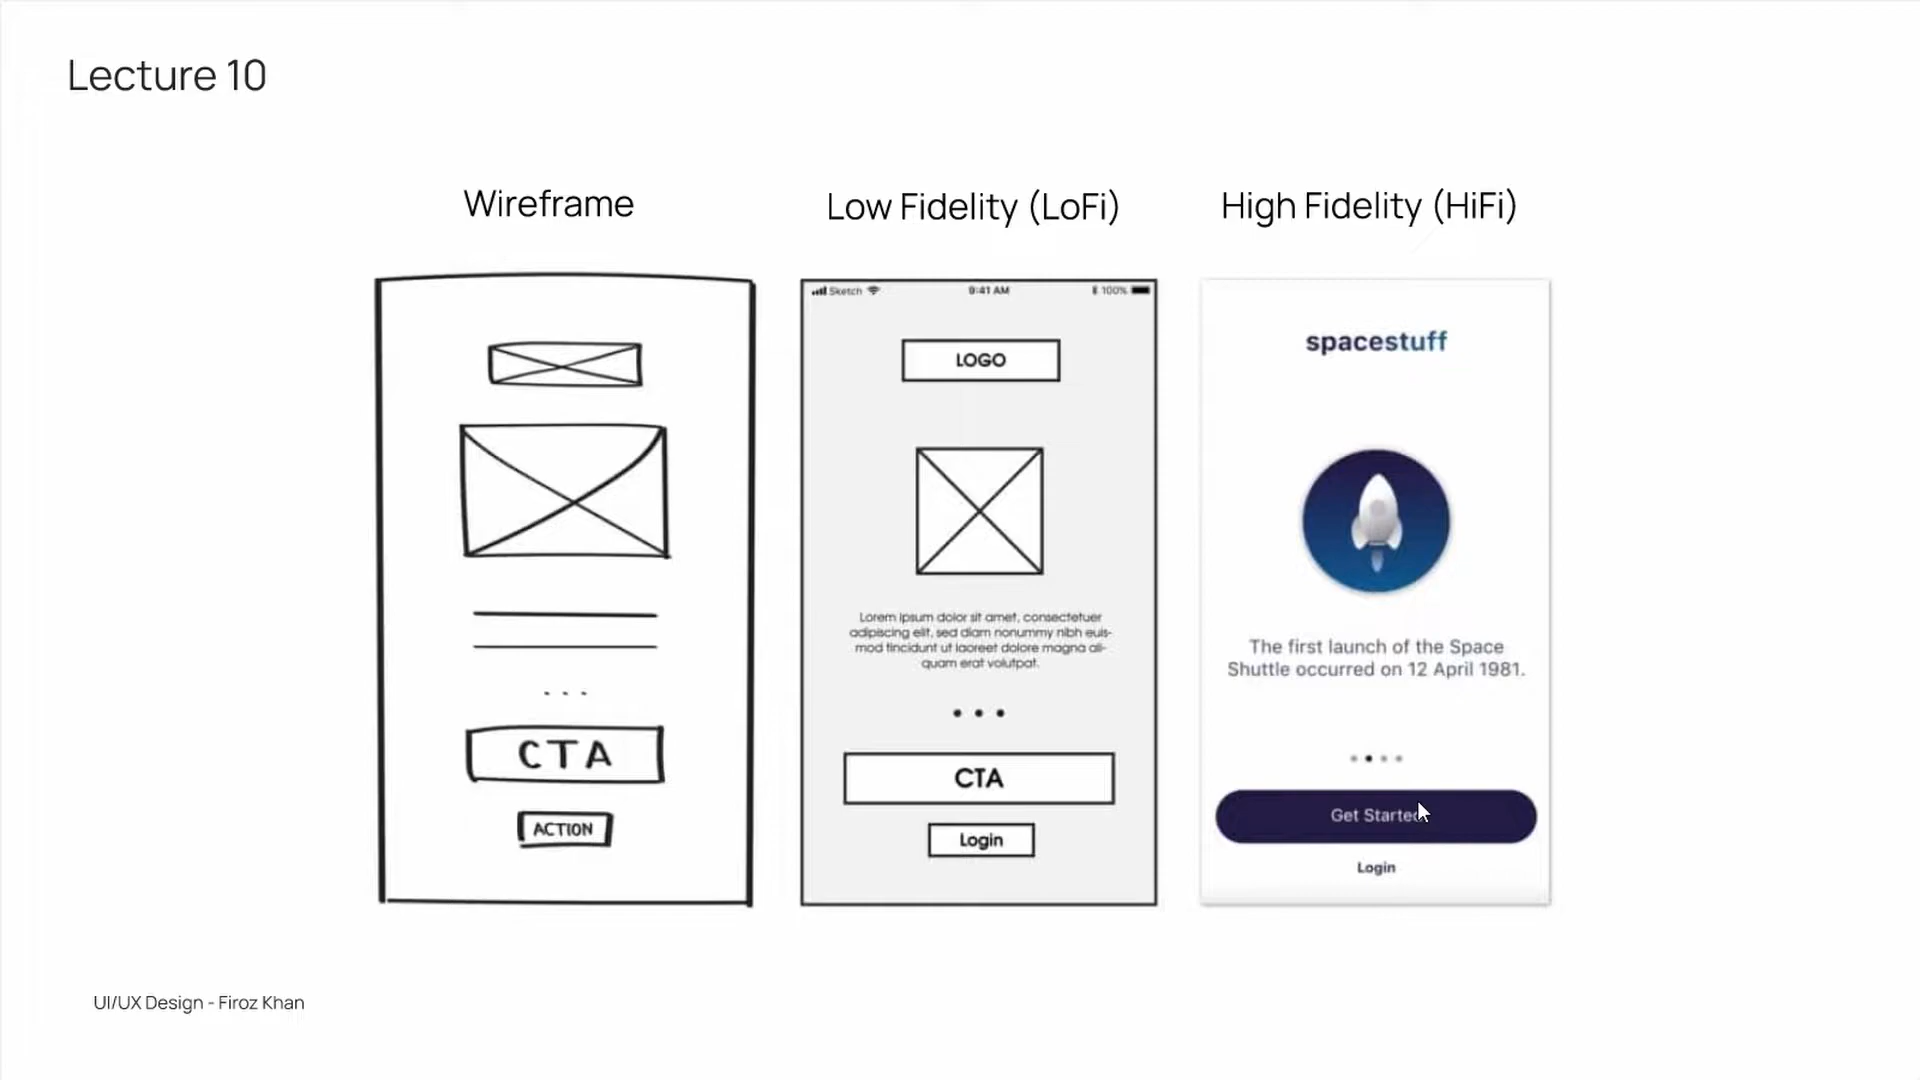 Lecture 10
Wireframe
Low Fidelity (LoFi)
High Fidelity (HiFi)
CTA
ACTION
Sketch
9:41 AM
100%
LOGO
Lorem ipsum dolor sit amet, consectetuer
adipiscing elit, sed diam nonummy nibh euis-
mod tincidunt ut laoreet dolore magna ali-
quam erat volutpat.
CTA
Login
spacestuff
The first launch of the Space
Shuttle occurred on 12 April 1981.
Get Started
Login
UI/UX Design - Firoz Khan